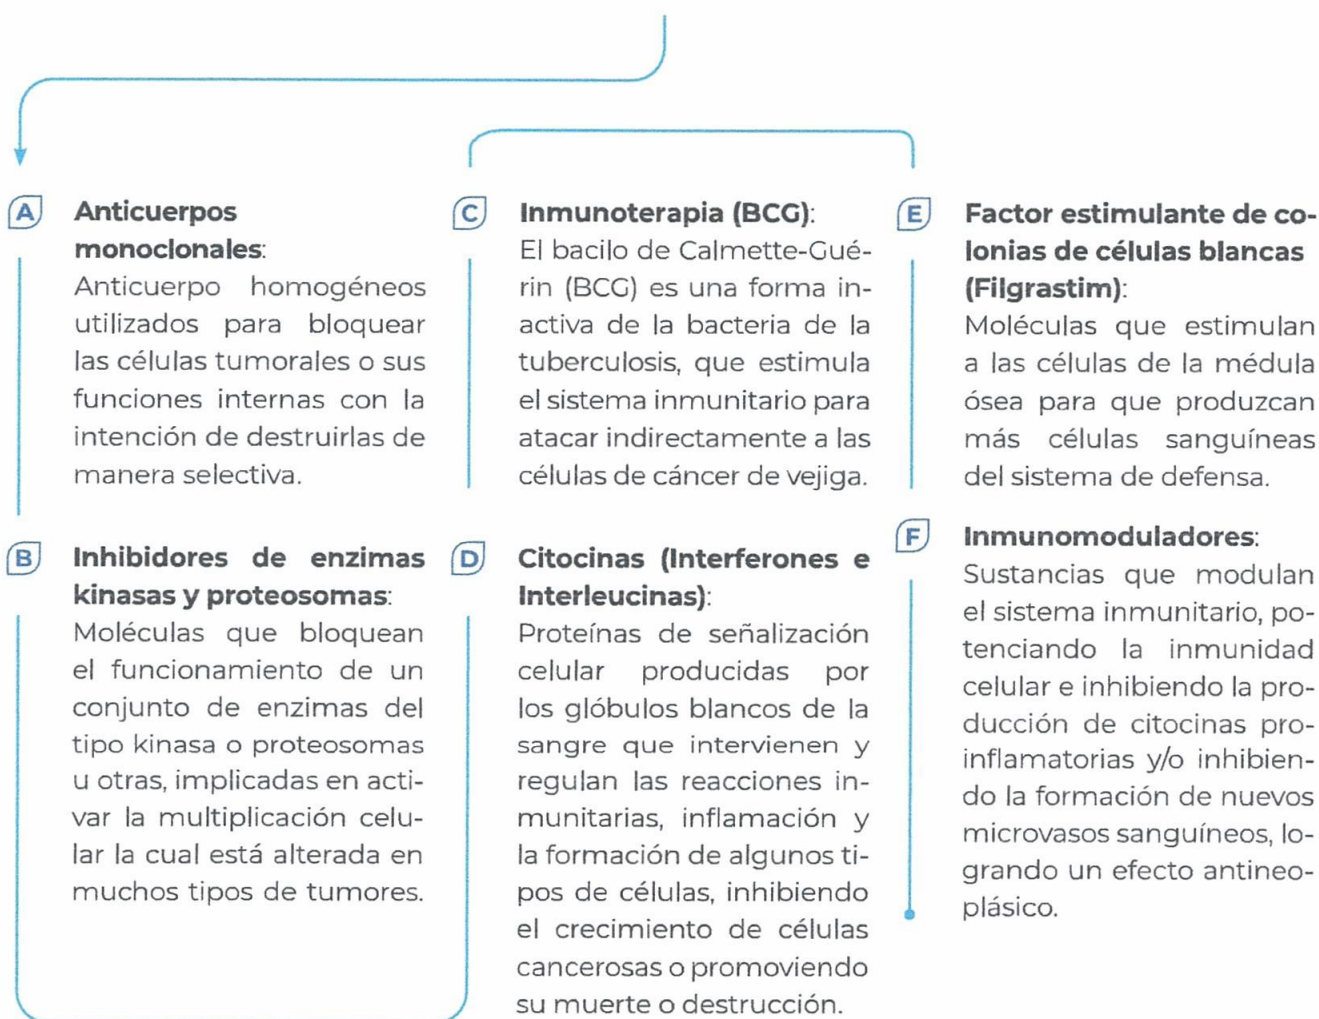 A
Anticuerpos
monoclonales:
Anticuerpo homogéneos
utilizados para bloquear
las células tumorales o sus
funciones internas con la
intención de destruirlas de
manera selectiva.
B
Inhibidores de enzimas
kinasas y proteosomas:
Moléculas que bloquean
el funcionamiento de un
conjunto de enzimas del
tipo kinasa o proteosomas
u otras, implicadas en acti-
var la multiplicación celu-
lar la cual está alterada en
muchos tipos de tumores.
C
Inmunoterapia (BCG):
El bacilo de Calmette-Gué-
rin (BCG) es una forma in-
activa de la bacteria de la
tuberculosis, que estimula
el sistema inmunitario para
atacar indirectamente a las
células de cáncer de vejiga.
D
Citocinas (Interferones e
Interleucinas):
Proteínas de señalización
celular producidas por
los glóbulos blancos de la
sangre que intervienen y
regulan las reacciones in-
munitarias, inflamación y
la formación de algunos ti-
pos de células, inhibiendo
el crecimiento de células
cancerosas o promoviendo
su muerte o destrucción.
E
Factor estimulante de co-
lonias de células blancas
(Filgrastim):
Moléculas que estimulan
a las células de la médula
ósea para que produzcan
más células sanguíneas
del sistema de defensa.
F
Inmunomoduladores:
Sustancias que modulan
el sistema inmunitario, po-
tenciando la inmunidad
celular e inhibiendo la pro-
ducción de citocinas pro-
inflamatorias y/o inhibien-
do la formación de nuevos
microvasos sanguíneos, lo-
grando un efecto antineo-
plásico.